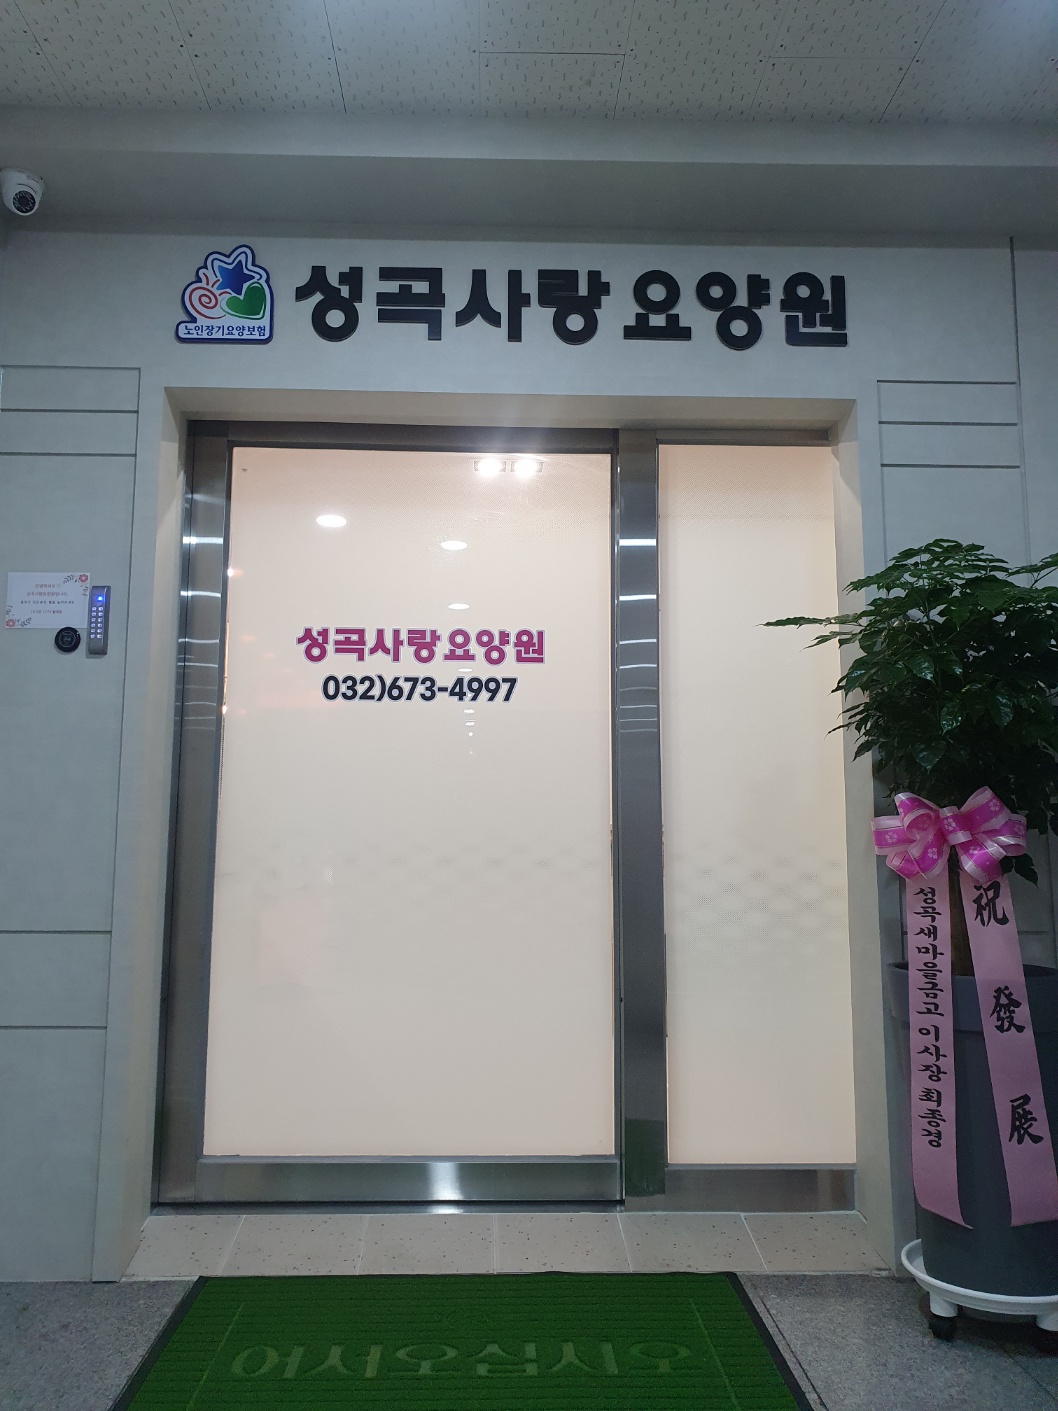 노인장기요양보험
성곡사랑요양원
성곡사랑요양원
032)673-4997
祝 發 展
성곡새마을금고 이사장 최종경
어서오십시오